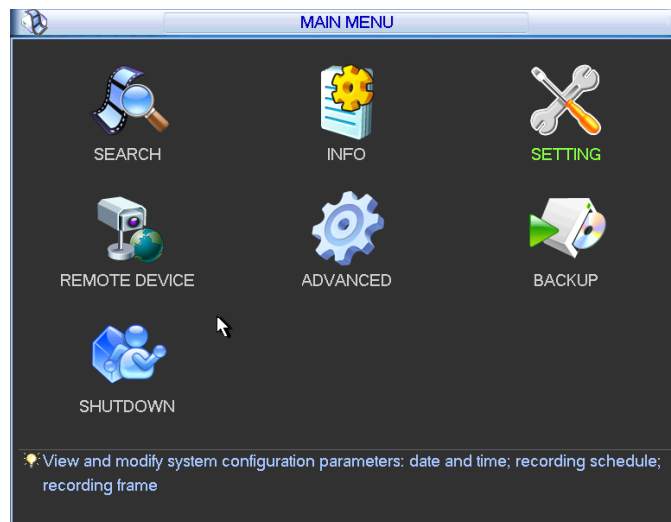 MAIN MENU
SEARCH
INFO
SETTING
REMOTE DEVICE
ADVANCED
BACKUP
SHUTDOWN
View and modify system configuration parameters: date and time; recording schedule;
recording frame